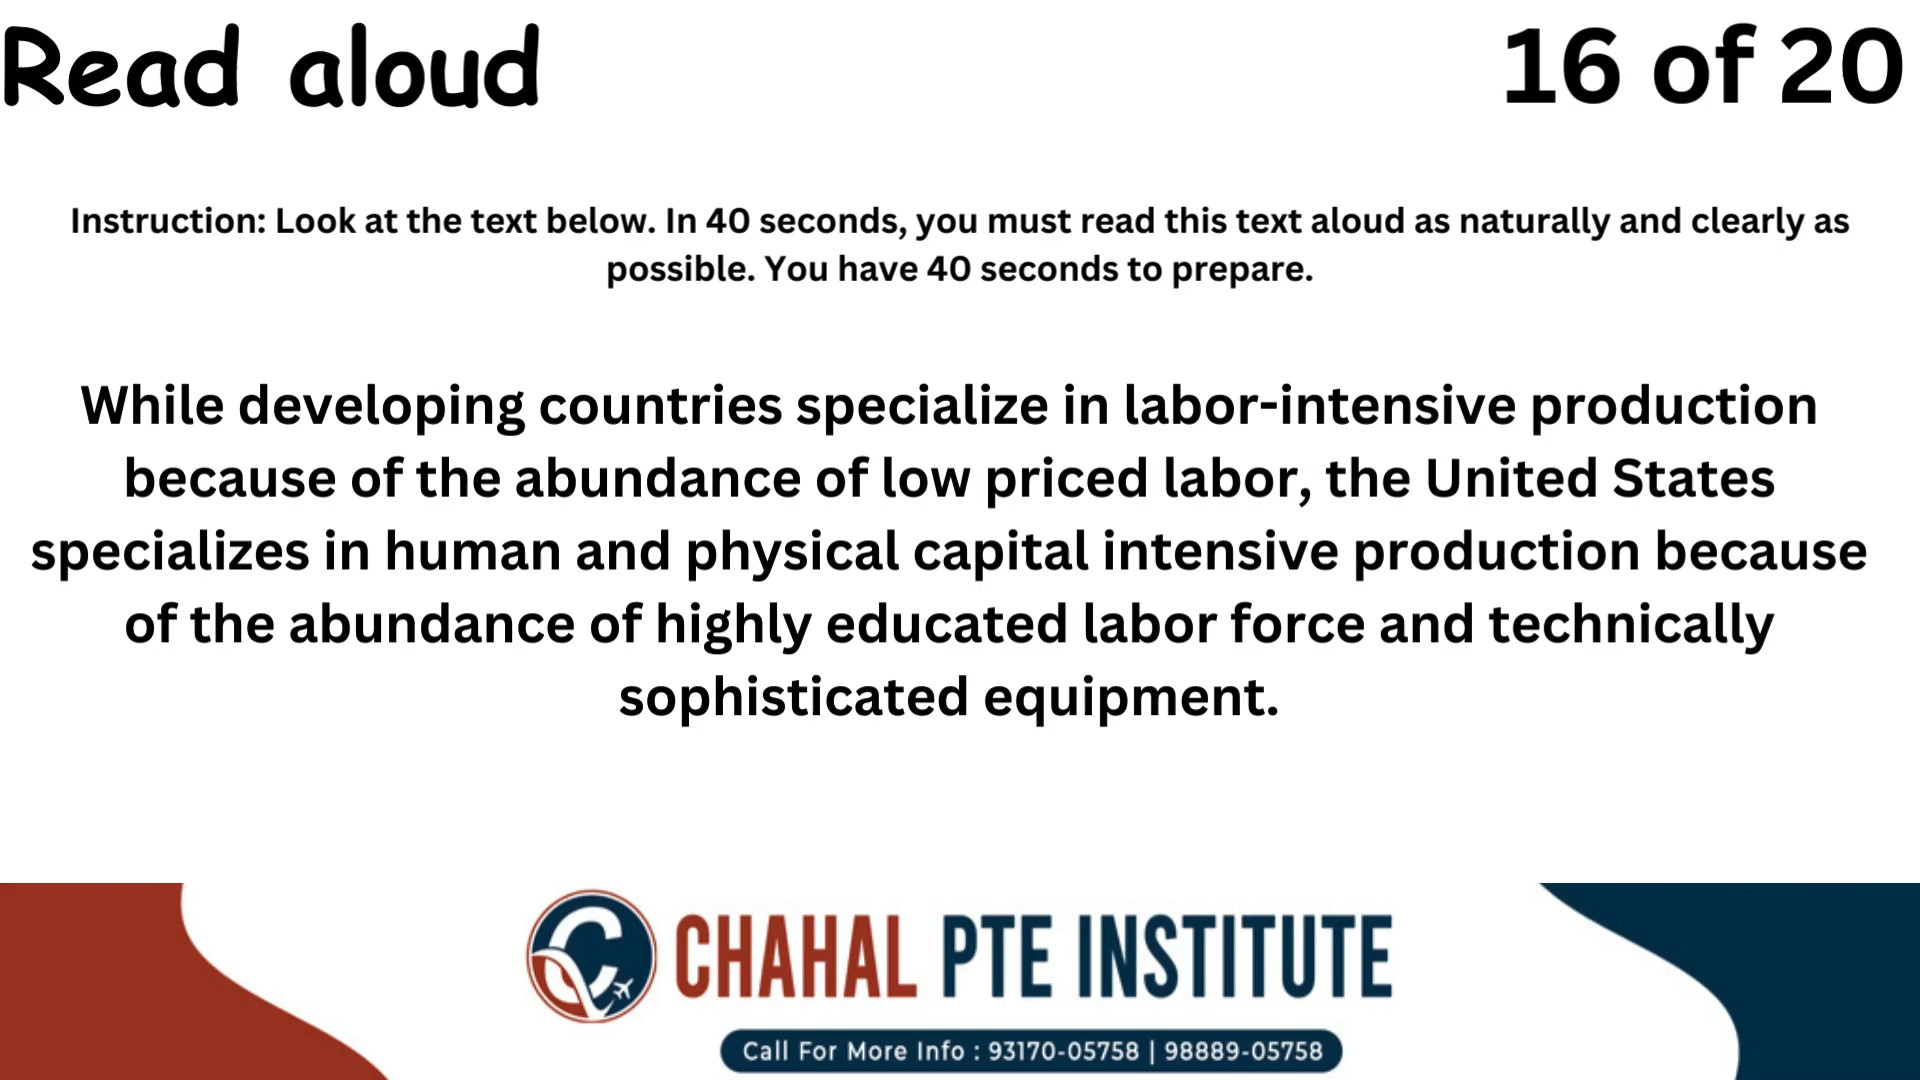 Read aloud
16 of 20
Instruction: Look at the text below. In 40 seconds, you must read this text aloud as naturally and clearly as
possible. You have 40 seconds to prepare.
While developing countries specialize in labor-intensive production
because of the abundance of low priced labor, the United States
specializes in human and physical capital intensive production because
of the abundance of highly educated labor force and technically
sophisticated equipment.
CHAHAL PTE INSTITUTE
Call For More Info : 93170-05758 | 98889-05758